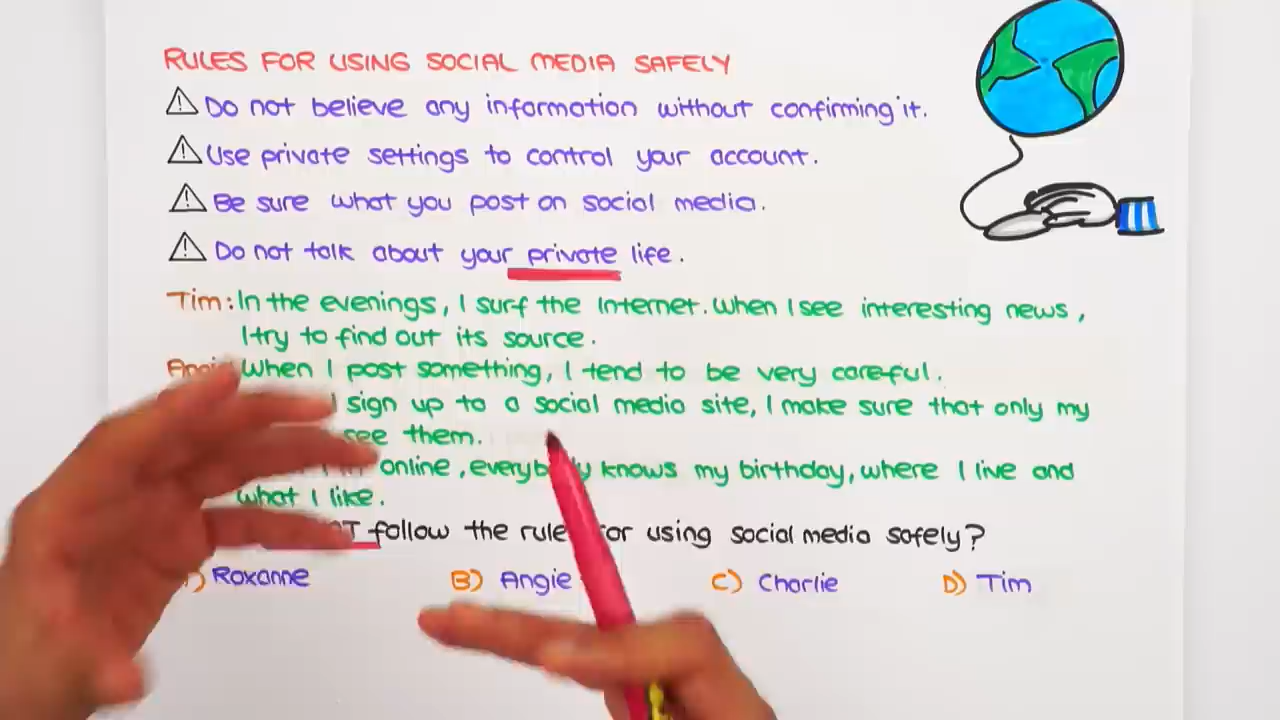 RULES FOR USING SOCIAL MEDIA SAFELY
Do not believe any information without confirming it.
Use private settings to control your account.
Be sure what you post on social media.
Do not talk about your private life.
Tim: In the evenings, I surf the Internet. When I see interesting news,
I try to find out its source.
When I post something, I tend to be very careful.
sign up to a social media site, I make sure that only my
see them.
online, everybody knows my birthday, where I live and
what I like.
follow the rules for using social media safely?
) Roxanne B) Angie C) Charlie D) Tim